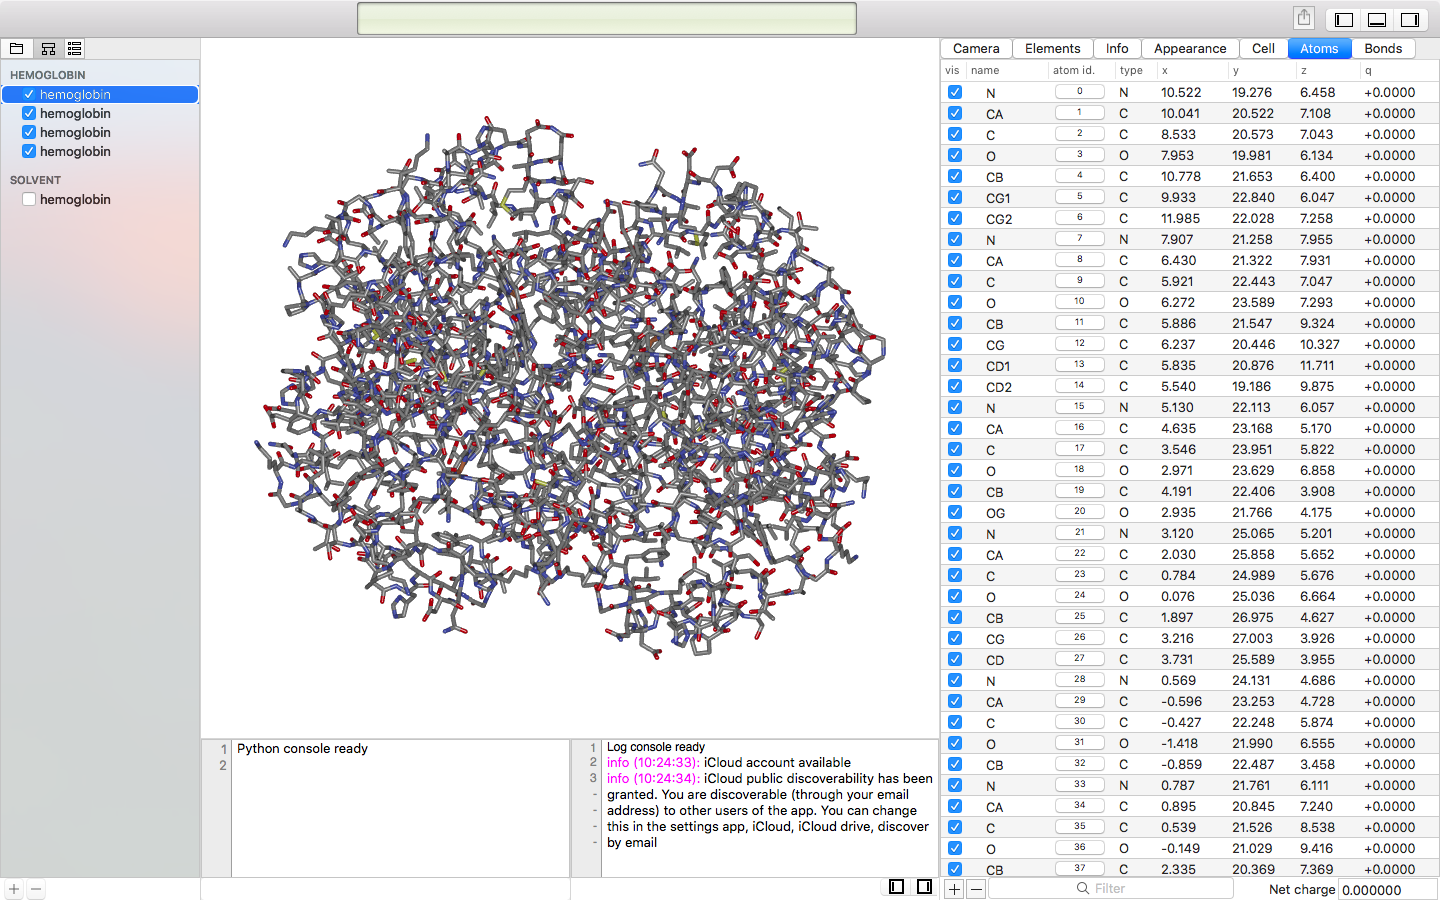 HEMOGLOBIN
hemoglobin
hemoglobin
hemoglobin
hemoglobin
SOLVENT
hemoglobin
Camera Elements Info Appearance Cell Atoms Bonds
vis name atom id. type x y z q
N 0 N 10.522 19.276 6.458 +0.0000
CA 1 C 10.041 20.522 7.108 +0.0000
C 2 C 8.533 20.573 7.043 +0.0000
O 3 O 7.953 19.981 6.134 +0.0000
CB 4 C 10.778 21.653 6.400 +0.0000
CG1 5 C 9.933 22.840 6.047 +0.0000
CG2 6 C 11.985 22.028 7.258 +0.0000
N 7 N 7.907 21.258 7.955 +0.0000
CA 8 C 6.430 21.322 7.931 +0.0000
C 9 C 5.921 22.443 7.047 +0.0000
O 10 O 6.272 23.589 7.293 +0.0000
CB 11 C 5.886 21.547 9.324 +0.0000
CG 12 C 6.237 20.446 10.327 +0.0000
CD1 13 C 5.835 20.876 11.711 +0.0000
CD2 14 C 5.540 19.186 9.875 +0.0000
N 15 N 5.130 22.113 6.057 +0.0000
CA 16 C 4.635 23.168 5.170 +0.0000
C 17 C 3.546 23.951 5.822 +0.0000
O 18 O 2.971 23.629 6.858 +0.0000
CB 19 C 4.191 22.406 3.908 +0.0000
OG 20 O 2.935 21.766 4.175 +0.0000
N 21 N 3.120 25.065 5.201 +0.0000
CA 22 C 2.030 25.858 5.652 +0.0000
C 23 C 0.784 24.989 5.676 +0.0000
O 24 O 0.076 25.036 6.664 +0.0000
CB 25 C 1.897 26.975 4.627 +0.0000
CG 26 C 3.216 27.003 3.926 +0.0000
CD 27 C 3.731 25.589 3.955 +0.0000
N 28 N 0.569 24.131 4.686 +0.0000
CA 29 C -0.596 23.253 4.728 +0.0000
C 30 C -0.427 22.248 5.874 +0.0000
O 31 O -1.418 21.990 6.555 +0.0000
CB 32 C -0.859 22.487 3.458 +0.0000
N 33 N 0.787 21.761 6.111 +0.0000
CA 34 C 0.895 20.845 7.240 +0.0000
C 35 C 0.539 21.526 8.538 +0.0000
O 36 O -0.149 21.029 9.416 +0.0000
CB 37 C 2.335 20.369 7.369 +0.0000
1 Python console ready
2
1 Log console ready
2 info (10:24:33): iCloud account available
3 info (10:24:34): iCloud public discoverability has been
- granted. You are discoverable (through your email
- address) to other users of the app. You can change
- this in the settings app, iCloud, iCloud drive, discover
- by email
Filter
Net charge 0.000000